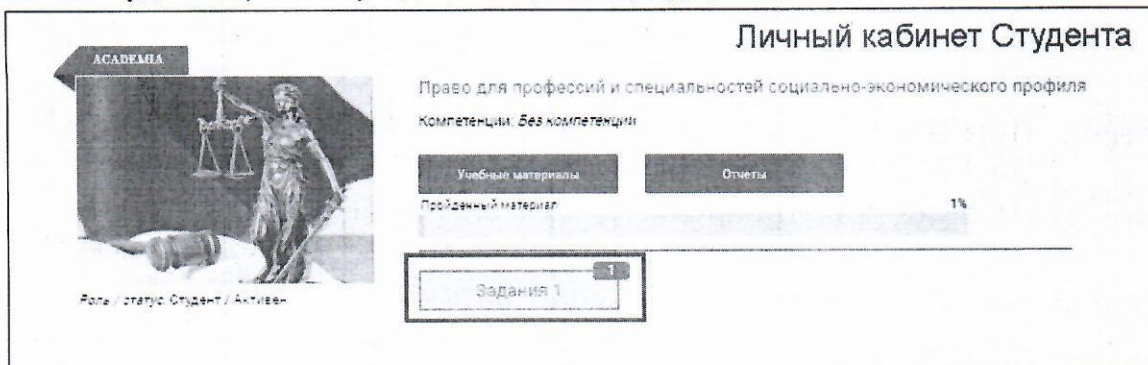 Личный кабинет Студента
ACADEMIA
Право для профессий и специальностей социально-экономического профиля
Компетенции: Без компетенции
Учебные материалы
Отчеты
Пройденный материал:
1%
1
Задания 1
Роль / статус: Студент / Активен